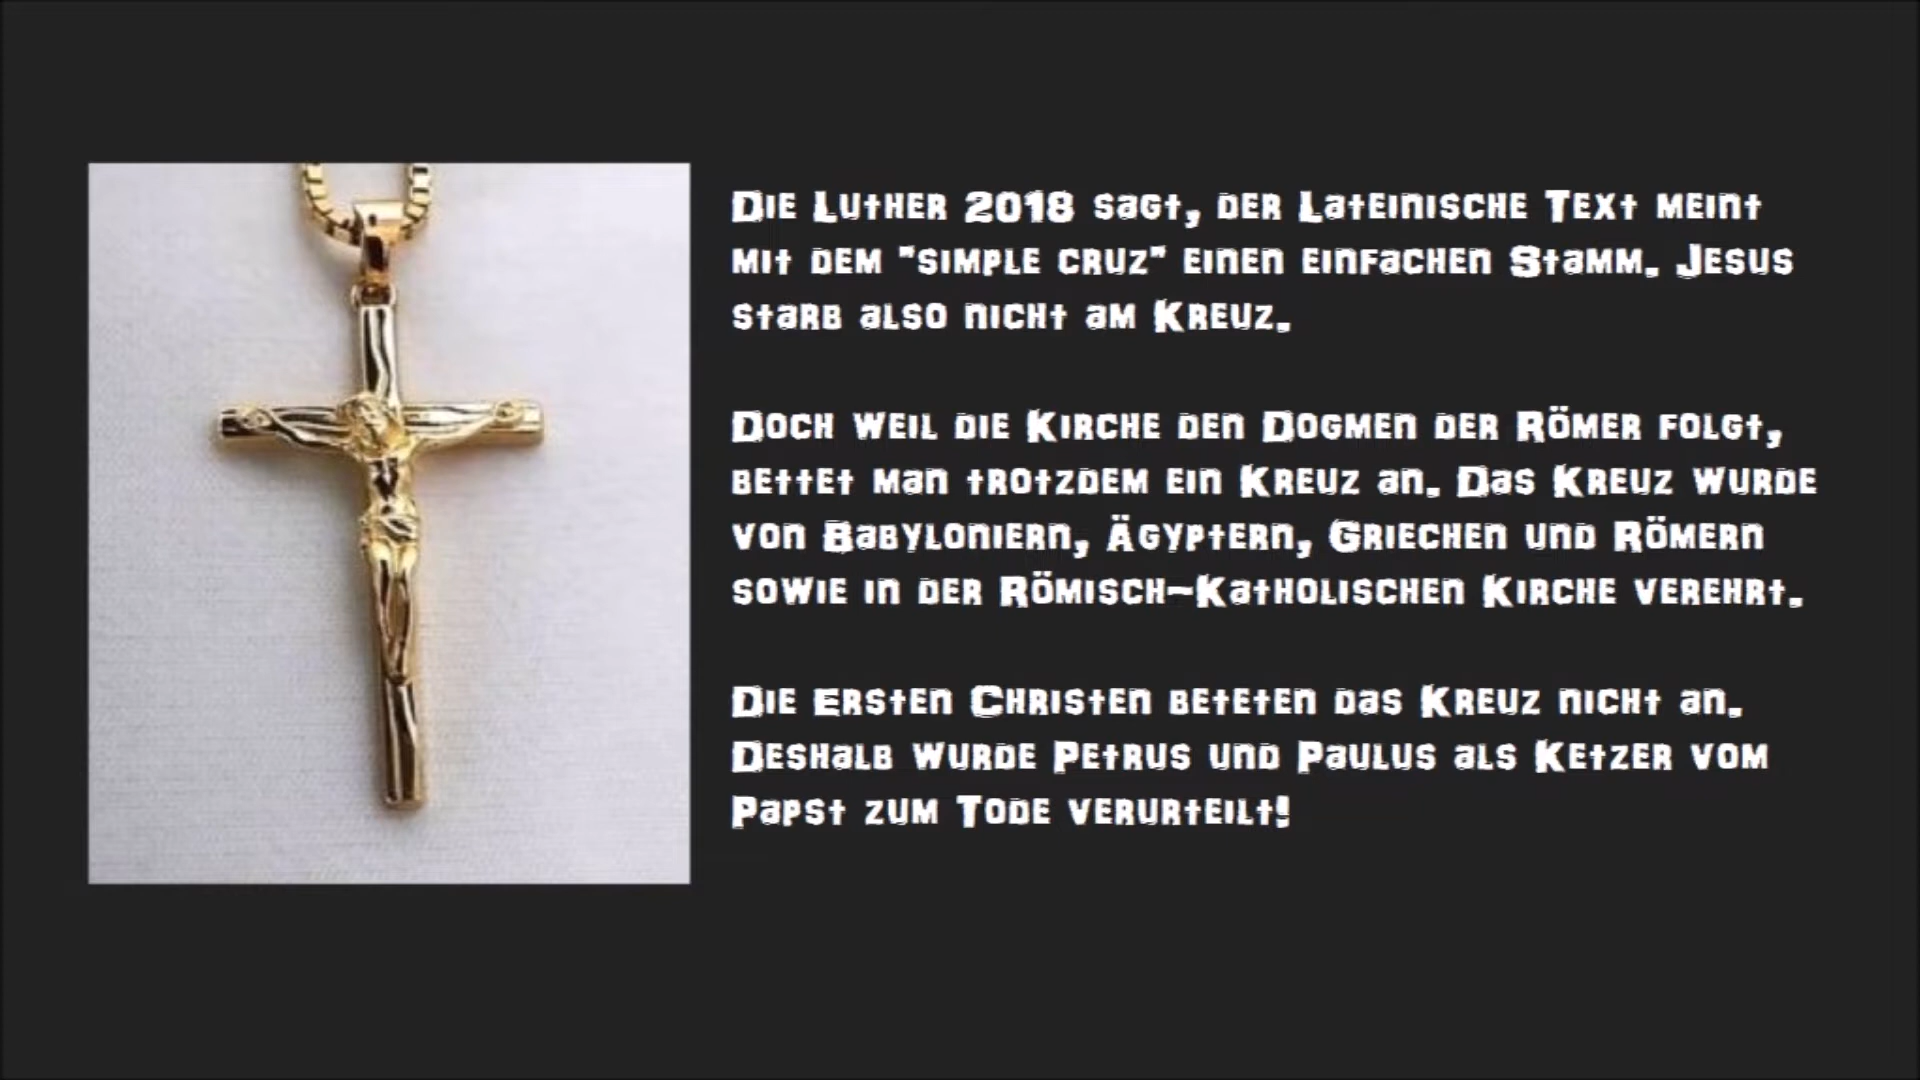 Die Luther 2018 sagt, der Lateinische Text meint
mit dem "simple cruz" einen einfachen Stamm. Jesus
starb also nicht am Kreuz.
Doch weil die Kirche den Dogmen der Römer folgt,
bettet man trotzdem ein Kreuz an. Das Kreuz wurde
von Babyloniern, Ägyptern, Griechen und Römern
sowie in der Römisch-Katholischen Kirche verehrt.
Die ersten Christen beteten das Kreuz nicht an.
Deshalb wurde Petrus und Paulus als Ketzer vom
Papst zum Tode verurteilt!